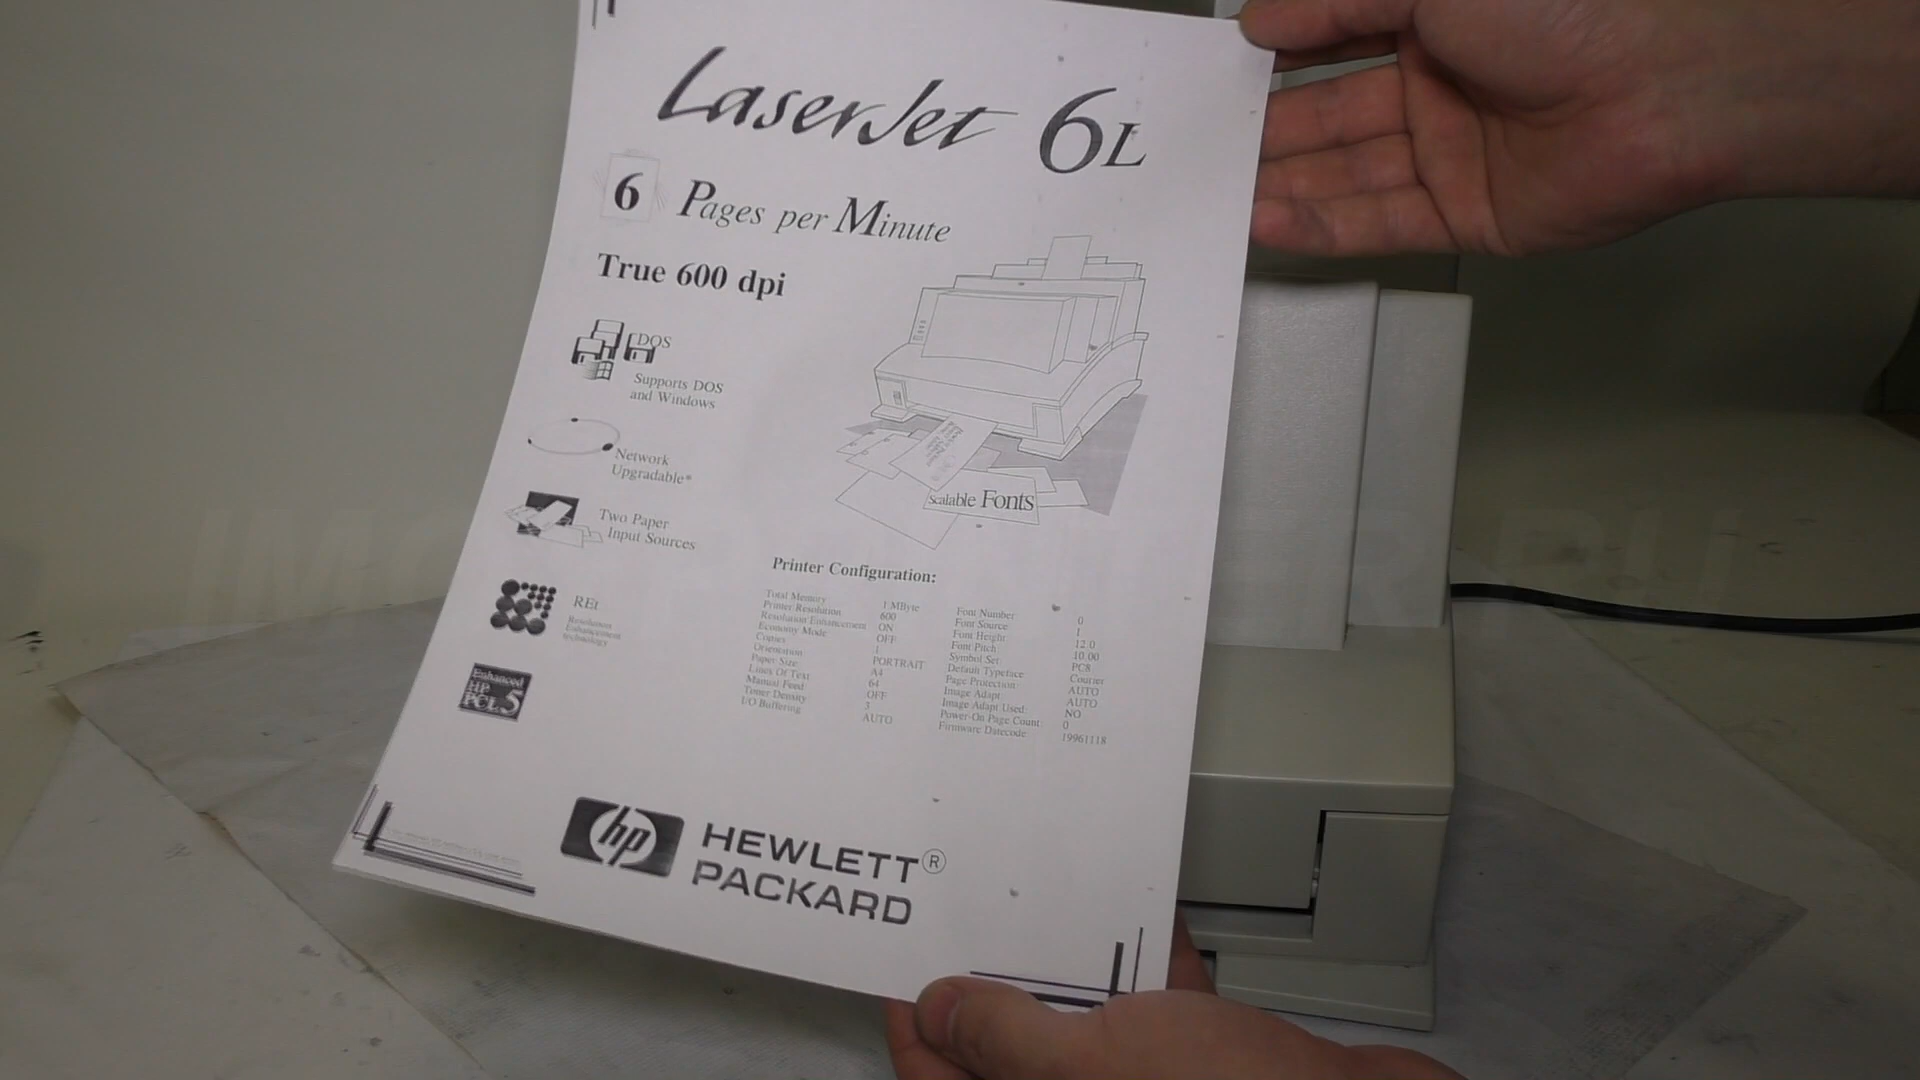 LaserJet 6L
6 Pages per Minute
True 600 dpi
DOS
Supports DOS
and Windows
Network
Upgradable*
Two Paper
Input Sources
REt
Resolution
Enhancement
technology
Enhanced
HP
PCL 5
Scalable Fonts
Printer Configuration:
Total Memory 1 MByte
Printer Resolution 600
Resolution Enhancement ON
Economy Mode OFF
Copies 1
Orientation PORTRAIT
Paper Size A4
Lines Of Text 64
Manual Feed OFF
Toner Density 3
I/O Buffering AUTO
Font Number 0
Font Source 1
Font Height 12.0
Font Pitch 10.00
Symbol Set PC8
Default Typeface Courier
Page Protection AUTO
Image Adapt AUTO
Image Adapt Used: NO
Power-On Page Count: 0
Firmware Datecode 19961118
hp HEWLETT®
PACKARD